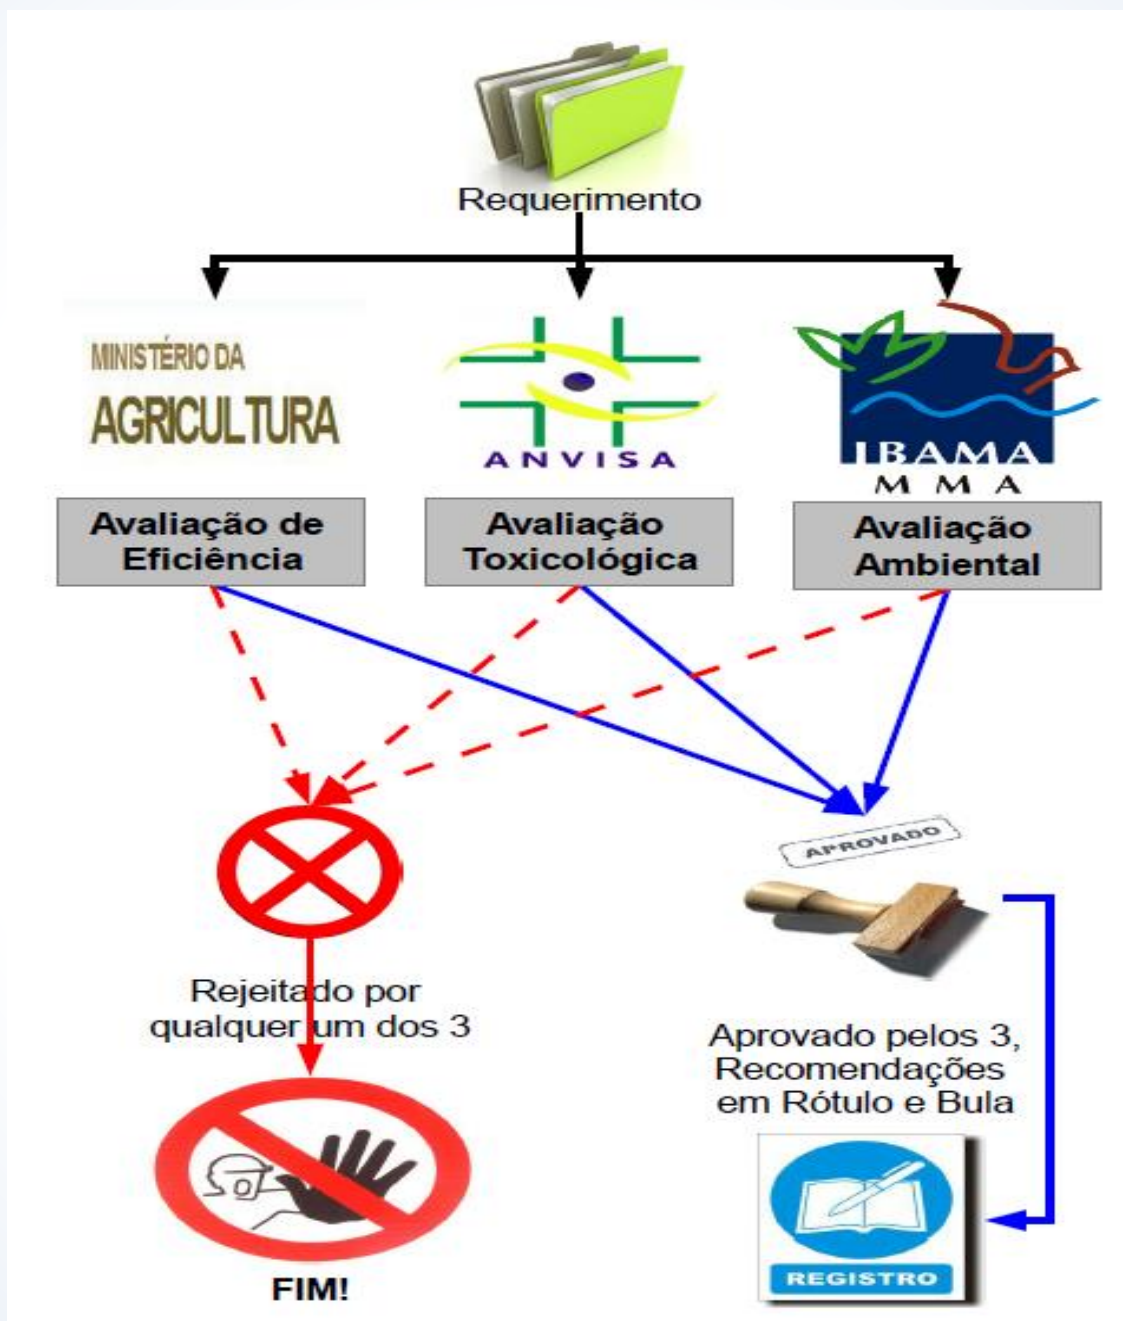 Requerimento
MINISTÉRIO DA
AGRICULTURA
ANVISA
IBAMA
M M A
Avaliação de
Eficiência
Avaliação
Toxicológica
Avaliação
Ambiental
APROVADO
Rejeitado por
qualquer um dos 3
Aprovado pelos 3,
Recomendações
em Rótulo e Bula
REGISTRO
FIM!